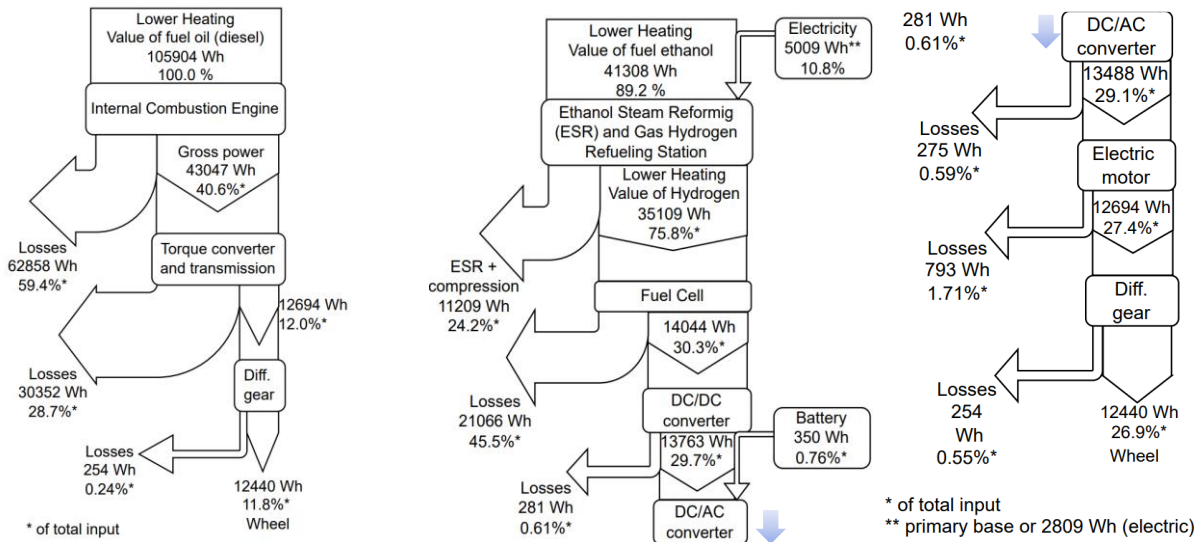 Lower Heating
Value of fuel oil (diesel)
105904 Wh
100.0 %
Internal Combustion Engine
Gross power
43047 Wh
40.6%*
Losses
62858 Wh
59.4%*
Torque converter
and transmission
12694 Wh
12.0%*
Losses
30352 Wh
28.7%*
Diff.
gear
Losses
254 Wh
0.24%*
12440 Wh
11.8%*
Wheel
* of total input
Lower Heating
Value of fuel ethanol
41308 Wh
89.2 %
Electricity
5009 Wh**
10.8%
Ethanol Steam Reformig
(ESR) and Gas Hydrogen
Refueling Station
Lower Heating
Value of Hydrogen
35109 Wh
75.8%*
ESR +
compression
11209 Wh
24.2%*
Fuel Cell
14044 Wh
30.3%*
Losses
21066 Wh
45.5%*
DC/DC
converter
13763 Wh
29.7%*
Battery
350 Wh
0.76%*
Losses
281 Wh
0.61%*
DC/AC
converter
281 Wh
0.61%*
DC/AC
converter
13488 Wh
29.1%*
Losses
275 Wh
0.59%*
Electric
motor
12694 Wh
27.4%*
Losses
793 Wh
1.71%*
Diff.
gear
Losses
254
Wh
0.55%*
12440 Wh
26.9%*
Wheel
* of total input
** primary base or 2809 Wh (electric)